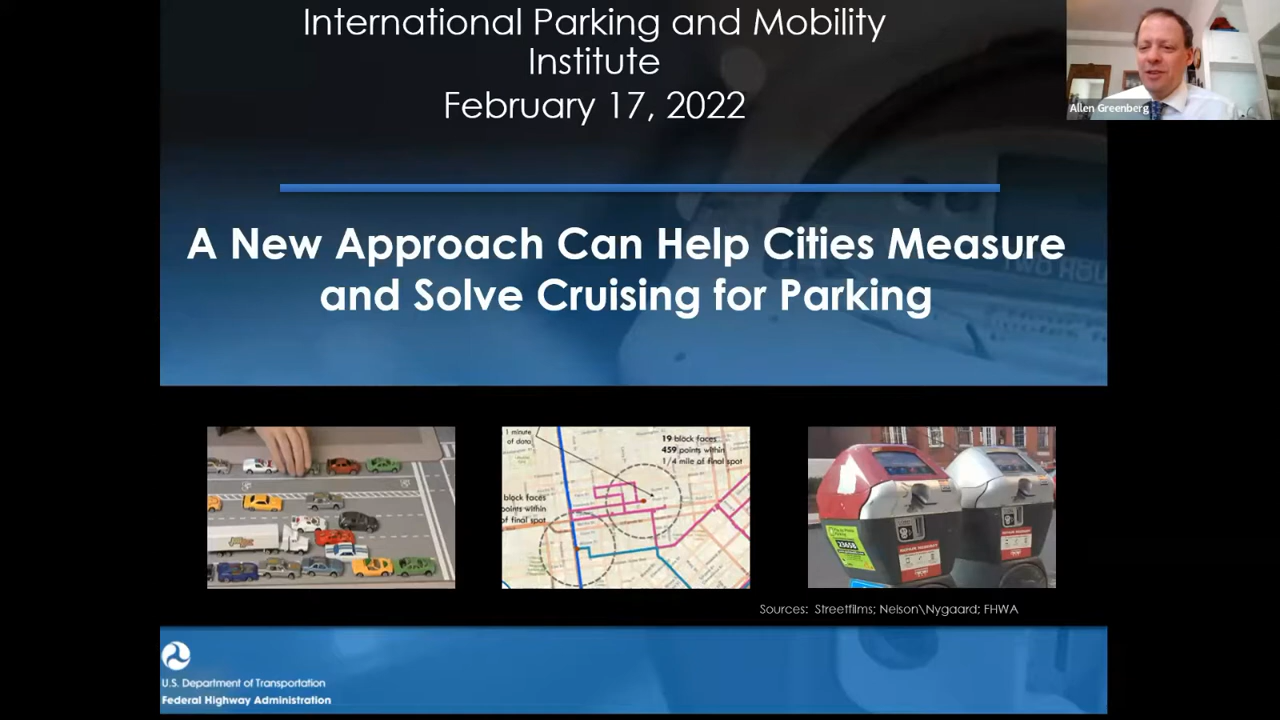 International Parking and Mobility
Institute
February 17, 2022
Allen Greenberg
A New Approach Can Help Cities Measure
and Solve Cruising for Parking
TWO HOU
1 minute
of data
19 block faces
459 points within
1/4 mile of final spot
block faces
points within
of final spot
Sources: Streetfilms; Nelson\Nygaard; FHWA
U.S. Department of Transportation
Federal Highway Administration